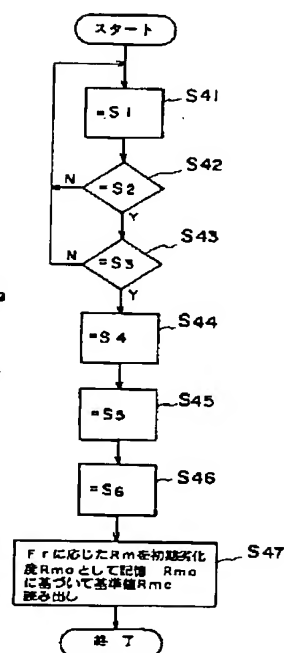 スタート
=S1
S41
S42
N
=S2
Y
S43
N
=S3
Y
S44
=S4
S45
=S5
S46
=S6
S47
Frに応じたRmを初期劣化
度Rmoとして記憶 Rmo
に基づいて基準値Rmc
読み出し
終了